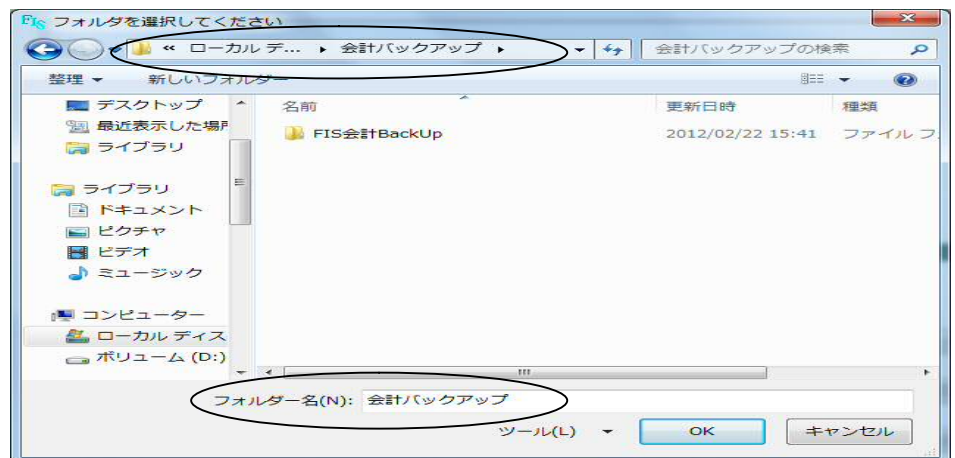 FIS フォルダを選択してください
« ローカル デ... ▸ 会計バックアップ ▸ 会計バックアップの検索
整理 ▼ 新しいフォルダー
名前 更新日時 種類
デスクトップ
最近表示した場所
ライブラリ
FIS会計BackUp 2012/02/22 15:41 ファイル フ
ライブラリ
ドキュメント
ピクチャ
ビデオ
ミュージック
コンピューター
ローカル ディス
ボリューム (D:)
フォルダー名(N): 会計バックアップ
ツール(L) ▼ OK キャンセル